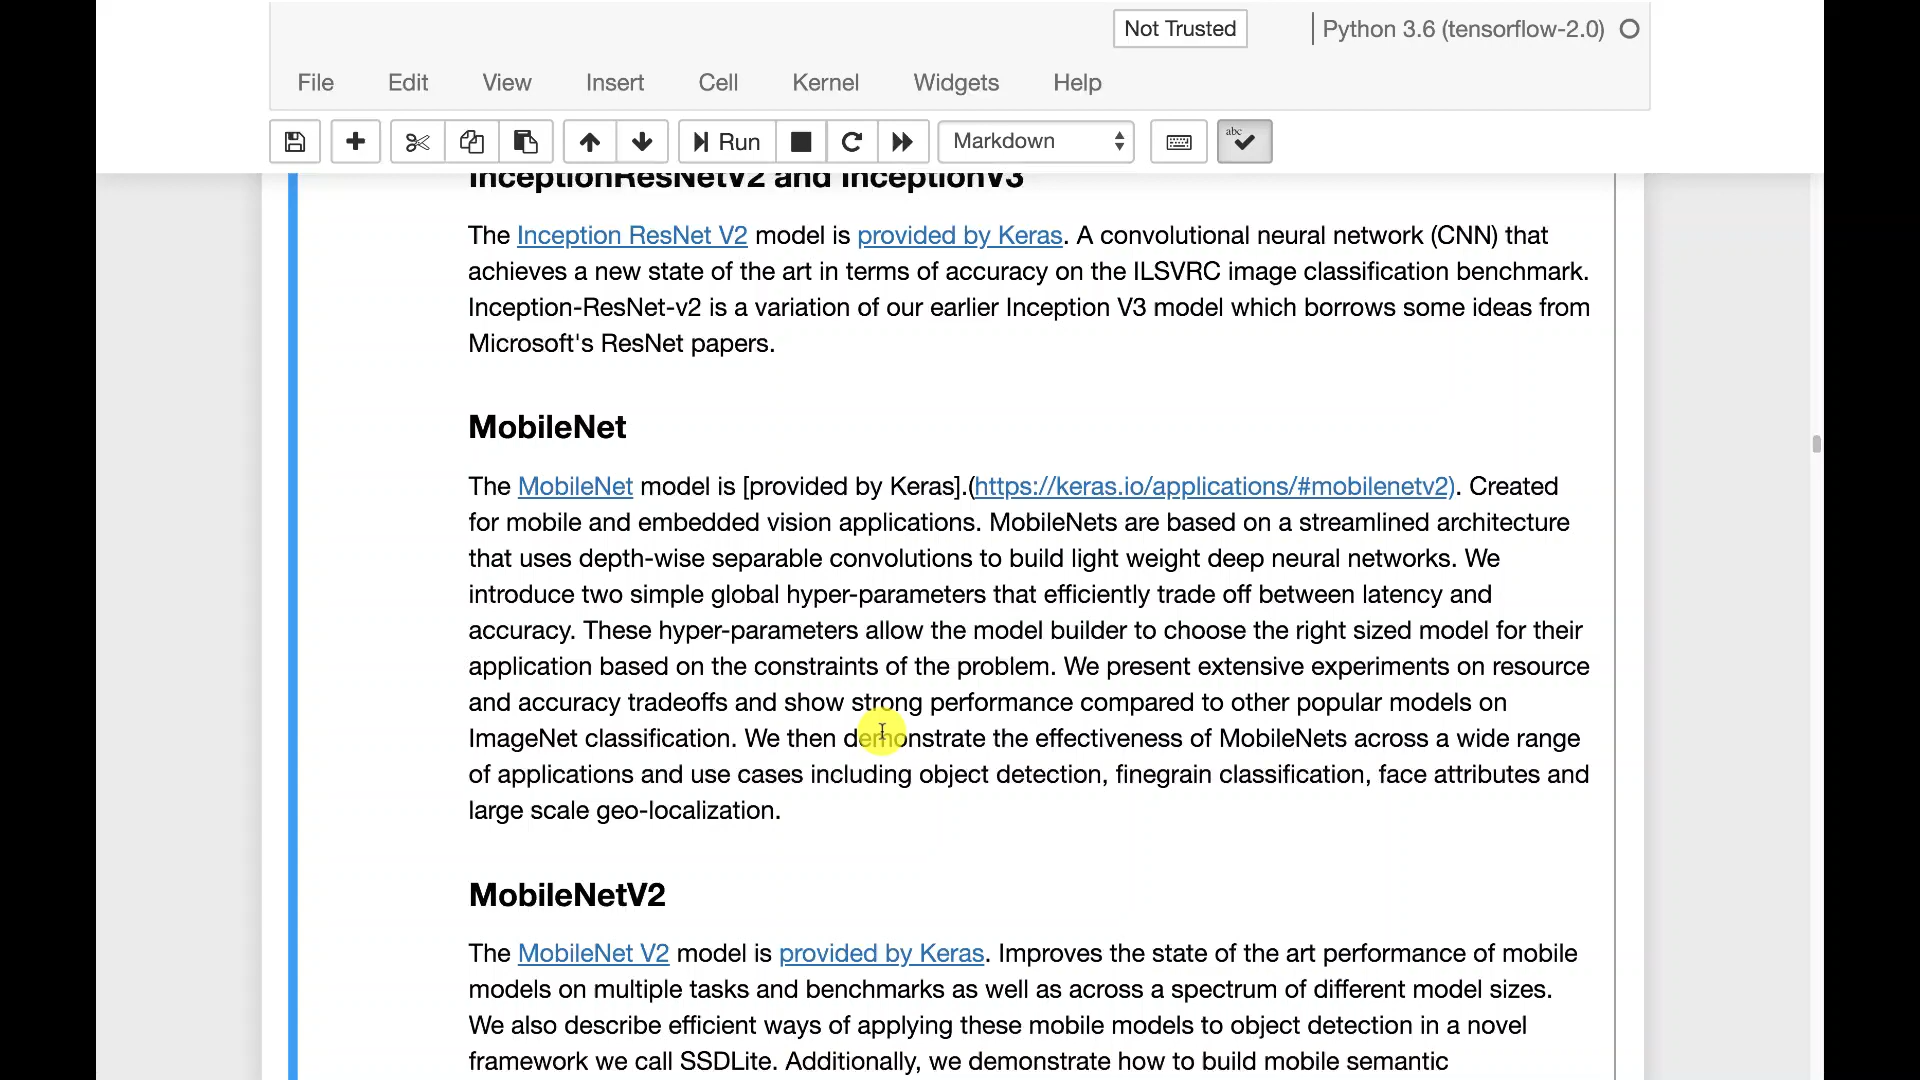 Not Trusted
Python 3.6 (tensorflow-2.0)
File Edit View Insert Cell Kernel Widgets Help
Run Markdown abc
InceptionResNetV2 and InceptionV3
The Inception ResNet V2 model is provided by Keras. A convolutional neural network (CNN) that
achieves a new state of the art in terms of accuracy on the ILSVRC image classification benchmark.
Inception-ResNet-v2 is a variation of our earlier Inception V3 model which borrows some ideas from
Microsoft's ResNet papers.
MobileNet
The MobileNet model is [provided by Keras].(https://keras.io/applications/#mobilenetv2). Created
for mobile and embedded vision applications. MobileNets are based on a streamlined architecture
that uses depth-wise separable convolutions to build light weight deep neural networks. We
introduce two simple global hyper-parameters that efficiently trade off between latency and
accuracy. These hyper-parameters allow the model builder to choose the right sized model for their
application based on the constraints of the problem. We present extensive experiments on resource
and accuracy tradeoffs and show strong performance compared to other popular models on
ImageNet classification. We then demonstrate the effectiveness of MobileNets across a wide range
of applications and use cases including object detection, finegrain classification, face attributes and
large scale geo-localization.
MobileNetV2
The MobileNet V2 model is provided by Keras. Improves the state of the art performance of mobile
models on multiple tasks and benchmarks as well as across a spectrum of different model sizes.
We also describe efficient ways of applying these mobile models to object detection in a novel
framework we call SSDLite. Additionally, we demonstrate how to build mobile semantic